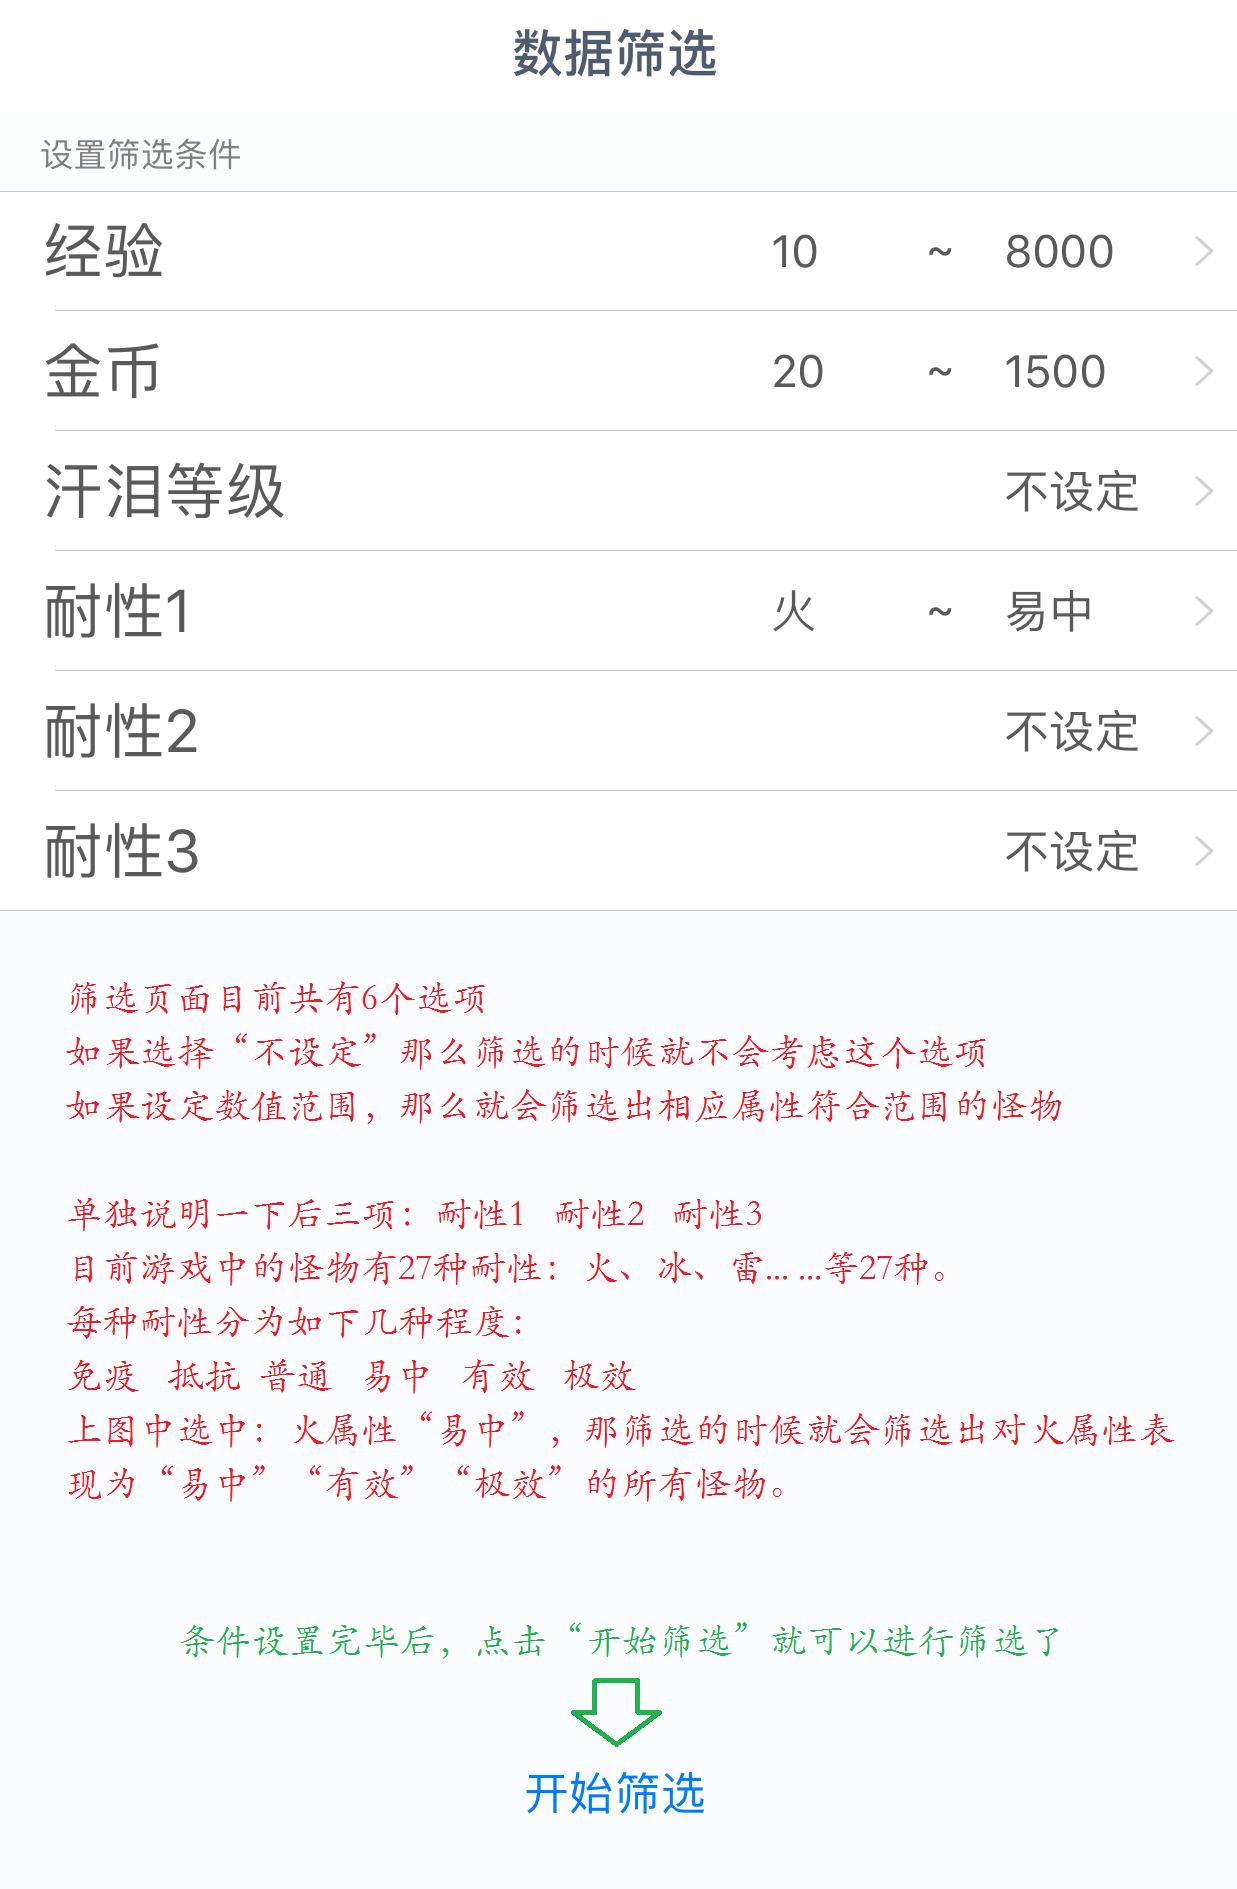 数据筛选
设置筛选条件
经验 10 ~ 8000
金币 20 ~ 1500
汗泪等级 不设定
耐性1 火 ~ 易中
耐性2 不设定
耐性3 不设定
筛选页面目前共有6个选项
如果选择“不设定”那么筛选的时候就不会考虑这个选项
如果设定数值范围，那么就会筛选出相应属性符合范围的怪物
单独说明一下后三项：耐性1 耐性2 耐性3
目前游戏中的怪物有27种耐性：火、冰、雷... ...等27种。
每种耐性分为如下几种程度：
免疫 抵抗 普通 易中 有效 极效
上图中选中：火属性“易中”，那筛选的时候就会筛选出对火属性表
现为“易中”“有效”“极效”的所有怪物。
条件设置完毕后，点击“开始筛选”就可以进行筛选了
开始筛选